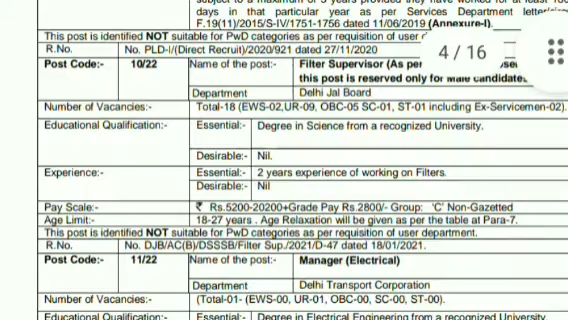 days in that particular year as per Services Department
F.19(11)/2015/S-IV/1751-1756 dated 11/06/2019 (Annexure-I).
This post is identified NOT suitable for PwD categories as per requisition of user
R.No. No. PLD-I/(Direct Recruit)/2020/921 dated 27/11/2020
4 / 16
Post Code:- 10/22 Name of the post:- Filter Supervisor (As per
this post is reserved only for male candidates
Department Delhi Jal Board
Number of Vacancies:- Total-18 (EWS-02,UR-09, OBC-05 SC-01, ST-01 including Ex-Servicemen-02).
Educational Qualification:- Essential:- Degree in Science from a recognized University.
Desirable:- Nil.
Experience:- Essential:- 2 years experience of working on Filters.
Desirable:- Nil
Pay Scale:- ₹ Rs.5200-20200+Grade Pay Rs.2800/- Group: 'C' Non-Gazetted
Age Limit:- 18-27 years . Age Relaxation will be given as per the table at Para-7.
This post is identified NOT suitable for PwD categories as per requisition of user department.
R.No. No. DJB/AC(B)/DSSSB/Filter Sup./2021/D-47 dated 18/01/2021.
Post Code:- 11/22 Name of the post:- Manager (Electrical)
Department Delhi Transport Corporation
Number of Vacancies:- (Total-01- (EWS-00, UR-01, OBC-00, SC-00, ST-00).
Educational Qualification:- Essential:- Degree in Electrical Engineering from a recognized University.